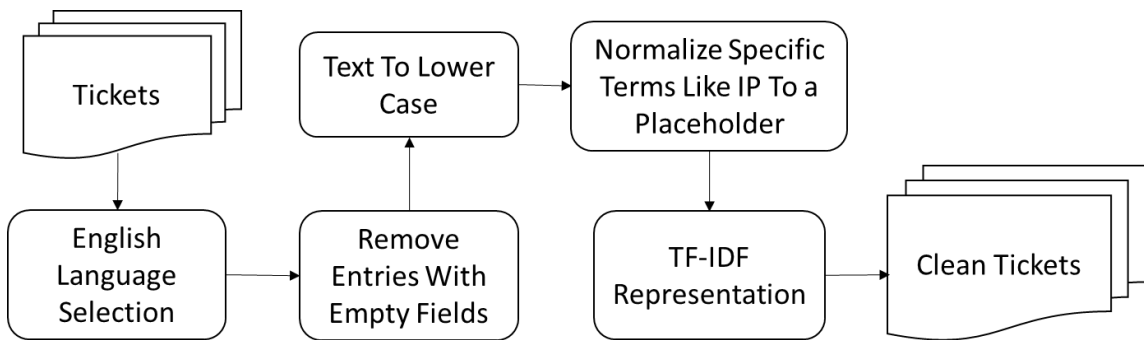 Tickets
English
Language
Selection
Remove
Entries With
Empty Fields
Text To Lower
Case
Normalize Specific
Terms Like IP To a
Placeholder
TF-IDF
Representation
Clean Tickets